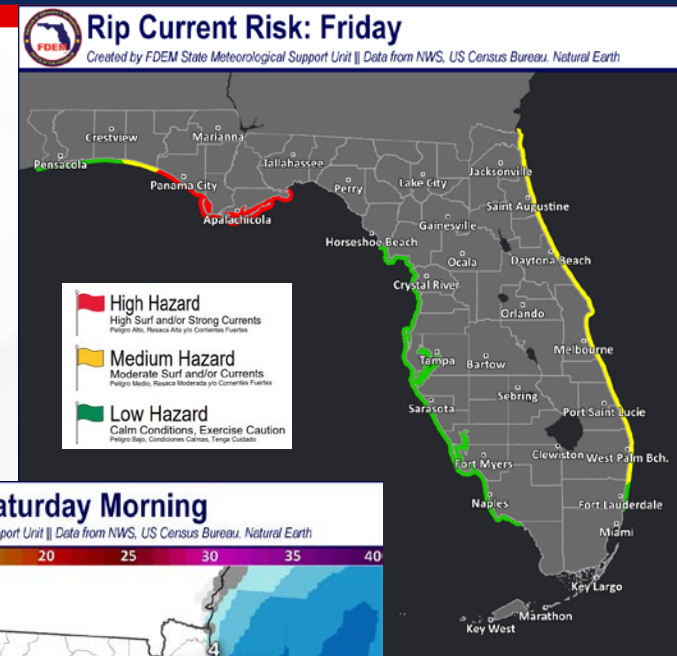 Rip Current Risk: Friday
Created by FDEM State Meteorological Support Unit || Data from NWS, US Census Bureau, Natural Earth
FDEM
Crestview
Marianna
Pensacola
Tallahassee
Jacksonville
Panama City
Perry
Lake City
Saint Augustine
Apalachicola
Gainesville
Horseshoe Beach
Ocala
Daytona Beach
Crystal River
Orlando
High Hazard
High Surf and/or Strong Currents
Peligro Alto, Resaca Alta y/o Corrientes Fuertes
Medium Hazard
Moderate Surf and/or Currents
Peligro Medio, Resaca Moderada y/o Corrientes Fuertes
Low Hazard
Calm Conditions, Exercise Caution
Peligro Bajo, Condiciones Calmas, Tenga Cuidado
Melbourne
Tampa
Bartow
Sebring
Sarasota
Port Saint Lucie
Clewiston
West Palm Bch.
Fort Myers
Naples
Fort Lauderdale
Miami
Key Largo
Marathon
Key West
aturday Morning
port Unit || Data from NWS, US Census Bureau, Natural Earth
20 25 30 35 40
4